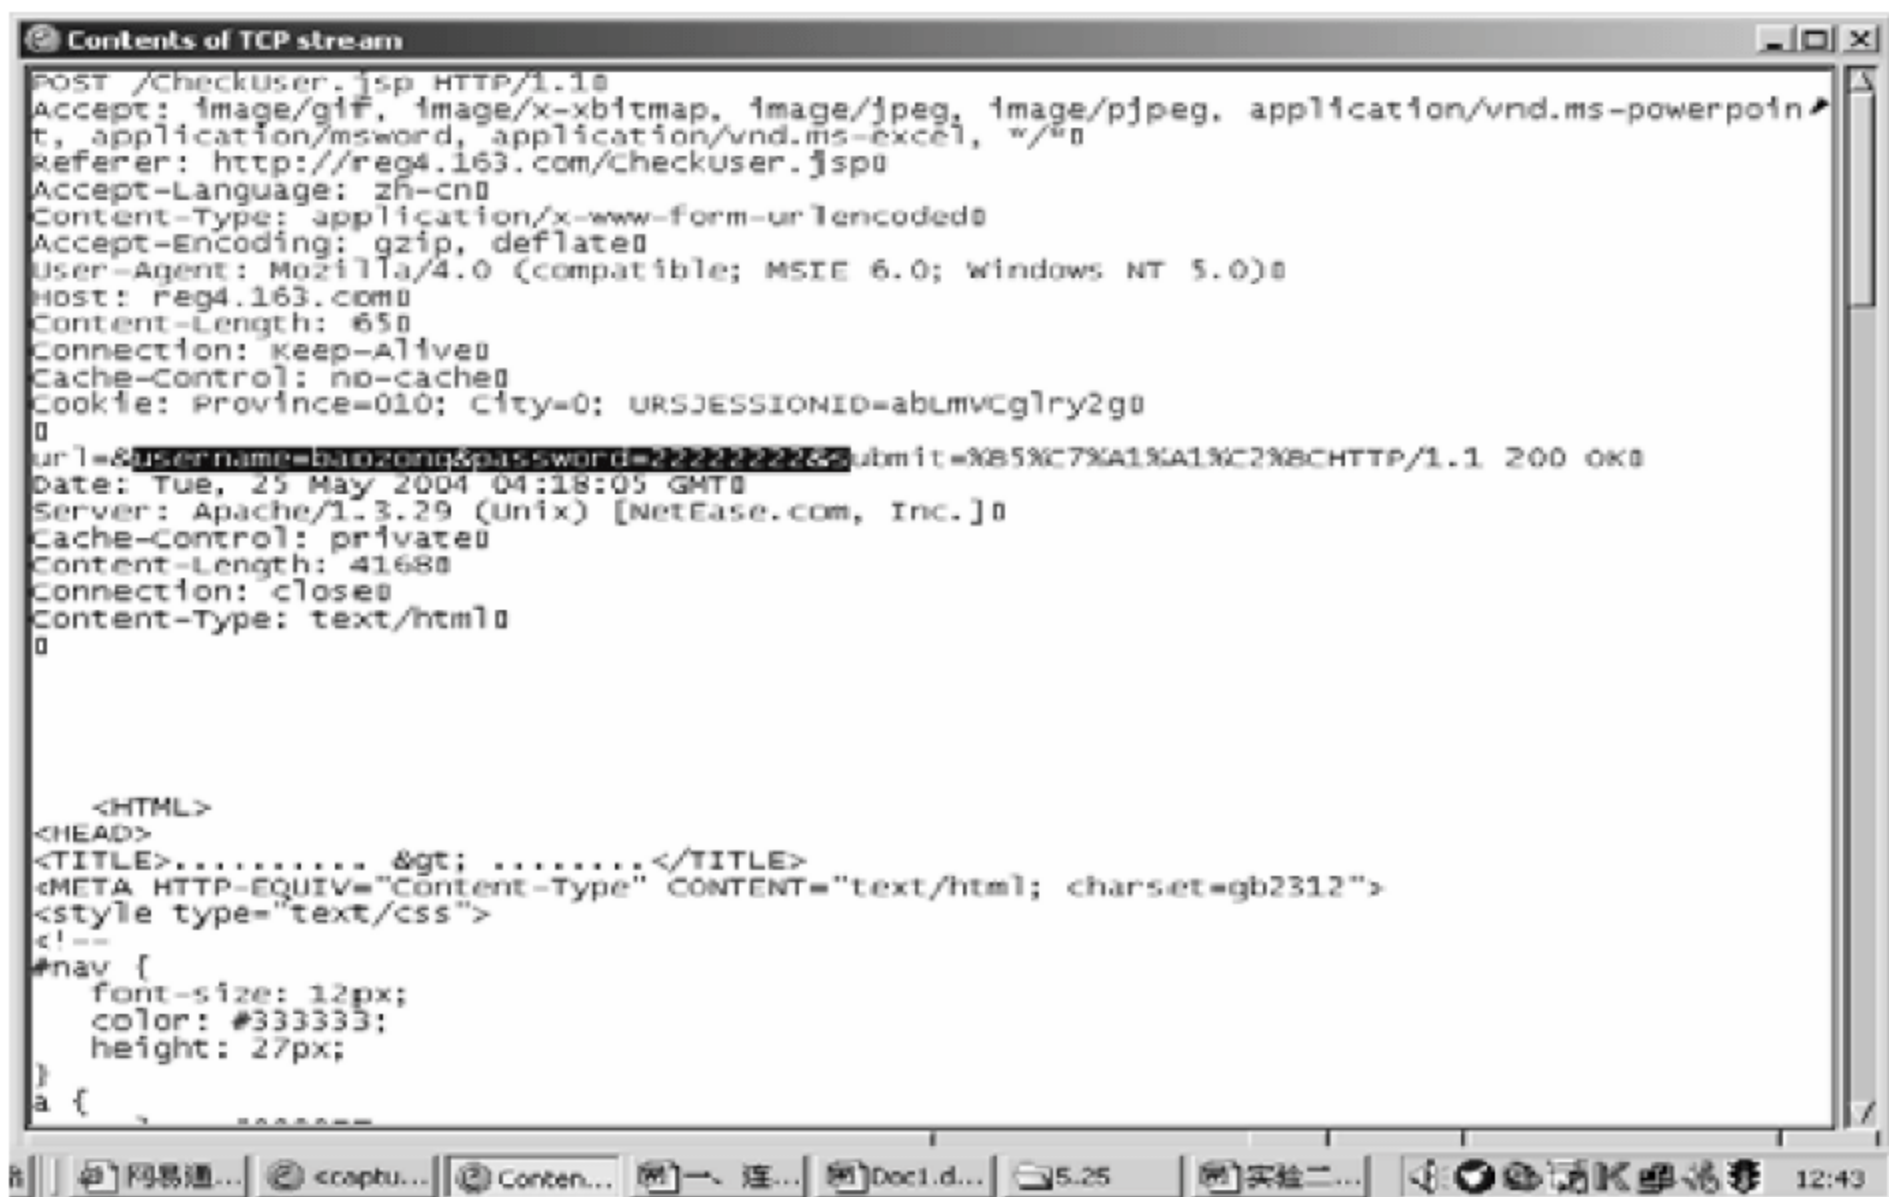 Contents of TCP stream
POST /CheckUser.jsp HTTP/1.1
Accept: image/gif, image/x-xbitmap, image/jpeg, image/pjpeg, application/vnd.ms-powerpoin
t, application/msword, application/vnd.ms-excel, */*
Referer: http://reg4.163.com/CheckUser.jsp
Accept-Language: zh-cn
Content-Type: application/x-www-form-urlencoded
Accept-Encoding: gzip, deflate
User-Agent: Mozilla/4.0 (compatible; MSIE 6.0; Windows NT 5.0)
Host: reg4.163.com
Content-Length: 65
Connection: Keep-Alive
Cache-Control: no-cache
Cookie: Province=010; City=0; URSJESSIONID=abLmvCglry2g
url=&username=baozong&password=22222222&submit=%B5%C7%A1%A1%C2%BCHTTP/1.1 200 OK
Date: Tue, 25 May 2004 04:18:05 GMT
Server: Apache/1.3.29 (Unix) [NetEase.com, Inc.]
Cache-Control: private
Content-Length: 4168
Connection: close
Content-Type: text/html
<HTML>
<HEAD>
<TITLE>.......... &gt; ........</TITLE>
<META HTTP-EQUIV="Content-Type" CONTENT="text/html; charset=gb2312">
<style type="text/css">
<!--
#nav {
font-size: 12px;
color: #333333;
height: 27px;
}
a {
网易通... <captu... Conten... 一、连... Doc1.d... 5.25 实验二... 12:43